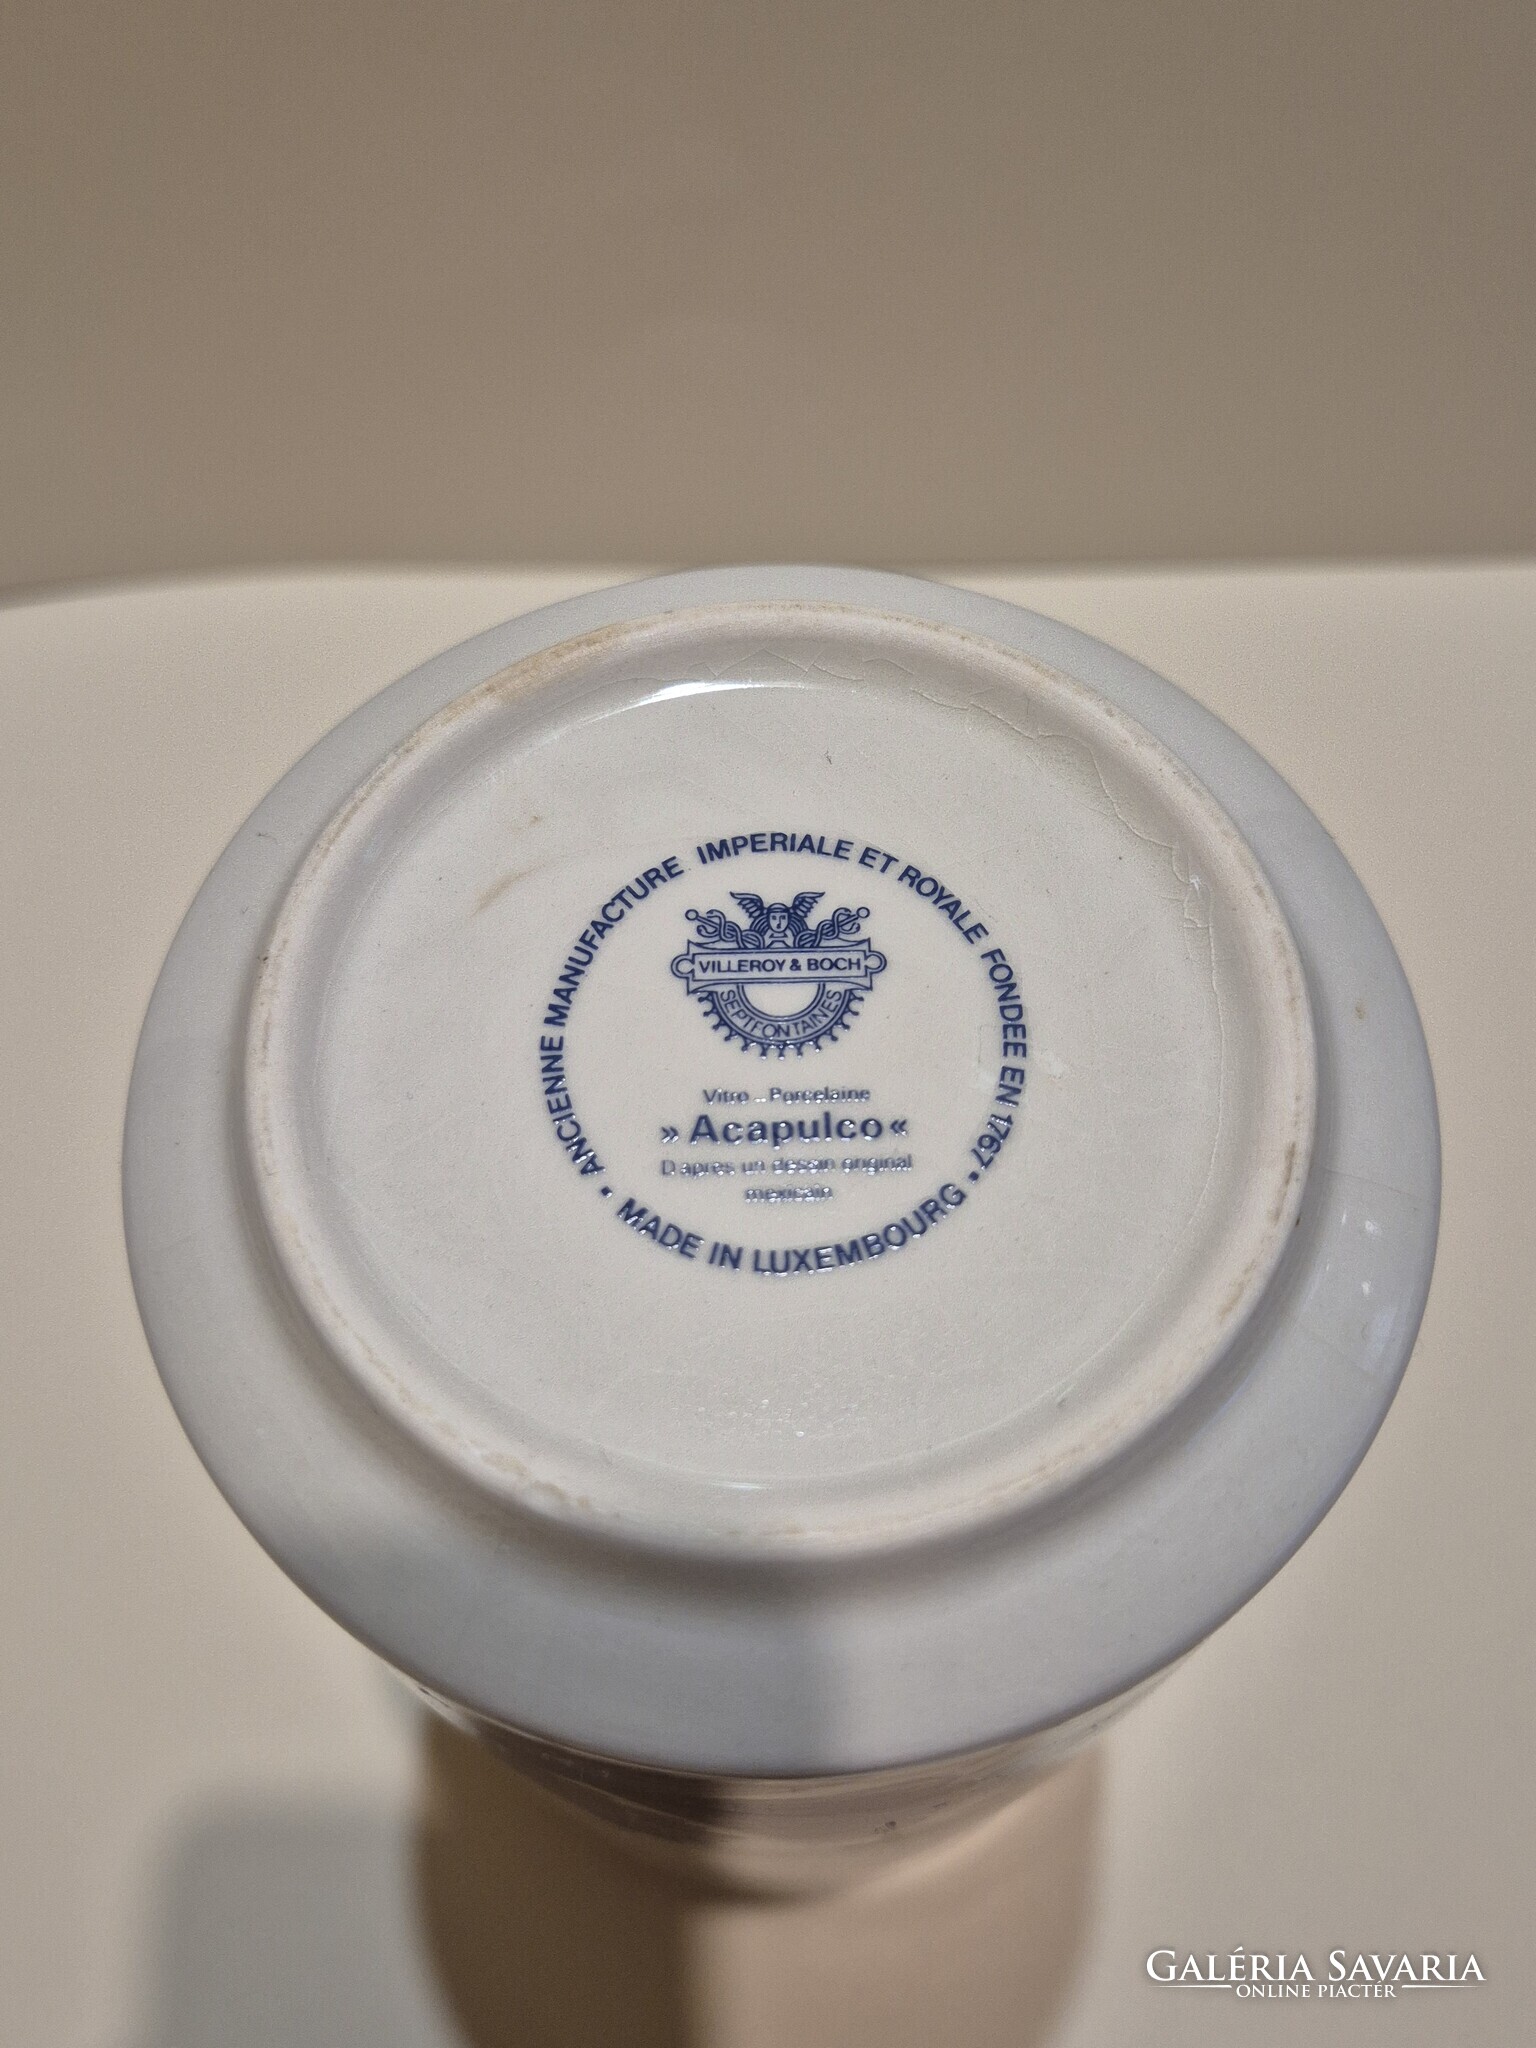 ANCIENNE MANUFACTURE IMPERIALE ET ROYALE FONDEE EN 1767 •
VILLEROY & BOCH
SEPTFONTAINES
Vitro - Porcelaine
»Acapulco«
D'après un dessin original
mexicain
• MADE IN LUXEMBOURG
GALÉRIA SAVARIA
ONLINE PIACTÉR